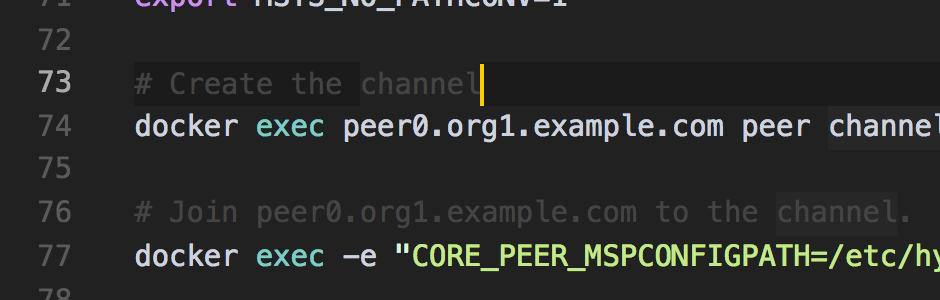 71 export MSYS_NO_PATHCONV=1
72
73 # Create the channel
74 docker exec peer0.org1.example.com peer channel
75
76 # Join peer0.org1.example.com to the channel.
77 docker exec -e "CORE_PEER_MSPCONFIGPATH=/etc/hy
78